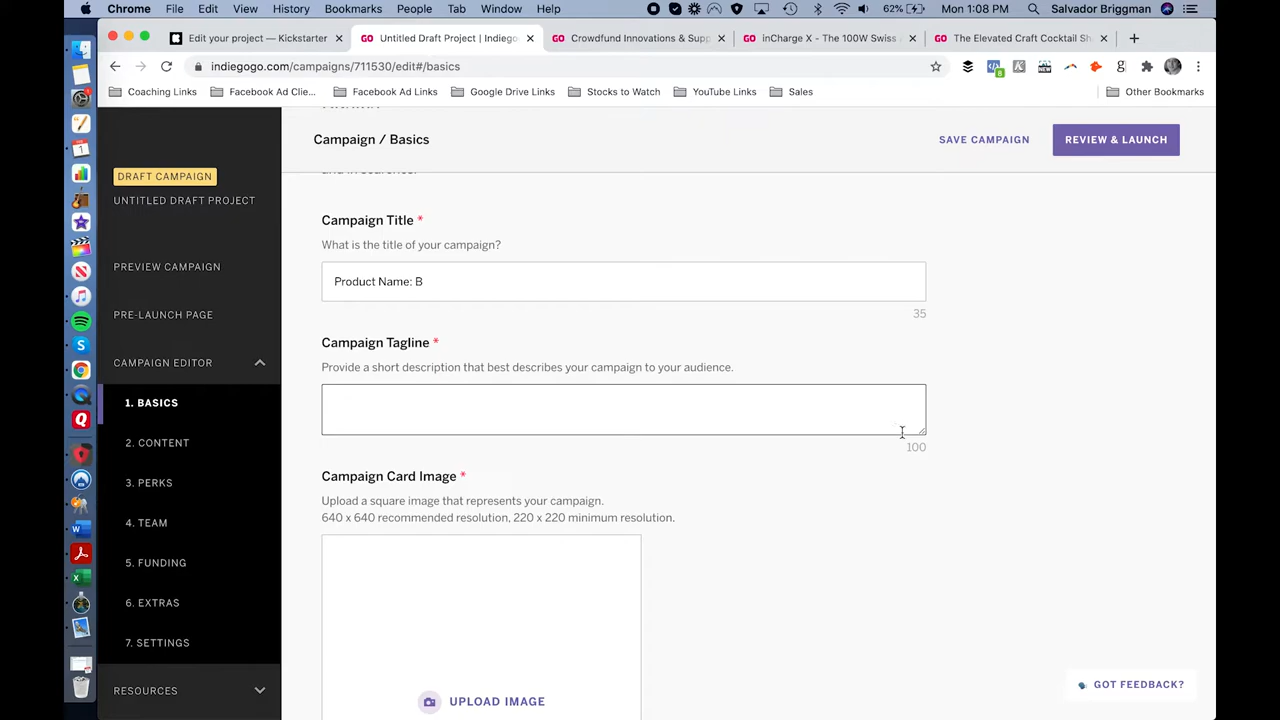 Chrome File Edit View History Bookmarks People Tab Window Help 62% Mon 1:08 PM Salvador Briggman
Edit your project — Kickstarter Untitled Draft Project | Indiego Crowdfund Innovations & Supp inCharge X - The 100W Swiss A The Elevated Craft Cocktail Sh
indiegogo.com/campaigns/711530/edit#/basics
Coaching Links Facebook Ad Clie... Facebook Ad Links Google Drive Links Stocks to Watch YouTube Links Sales Other Bookmarks
Campaign / Basics SAVE CAMPAIGN REVIEW & LAUNCH
and in searches.
DRAFT CAMPAIGN
UNTITLED DRAFT PROJECT
PREVIEW CAMPAIGN
PRE-LAUNCH PAGE
CAMPAIGN EDITOR
1. BASICS
2. CONTENT
3. PERKS
4. TEAM
5. FUNDING
6. EXTRAS
7. SETTINGS
RESOURCES
Campaign Title *
What is the title of your campaign?
Product Name: B
35
Campaign Tagline *
Provide a short description that best describes your campaign to your audience.
100
Campaign Card Image *
Upload a square image that represents your campaign.
640 x 640 recommended resolution, 220 x 220 minimum resolution.
UPLOAD IMAGE
GOT FEEDBACK?